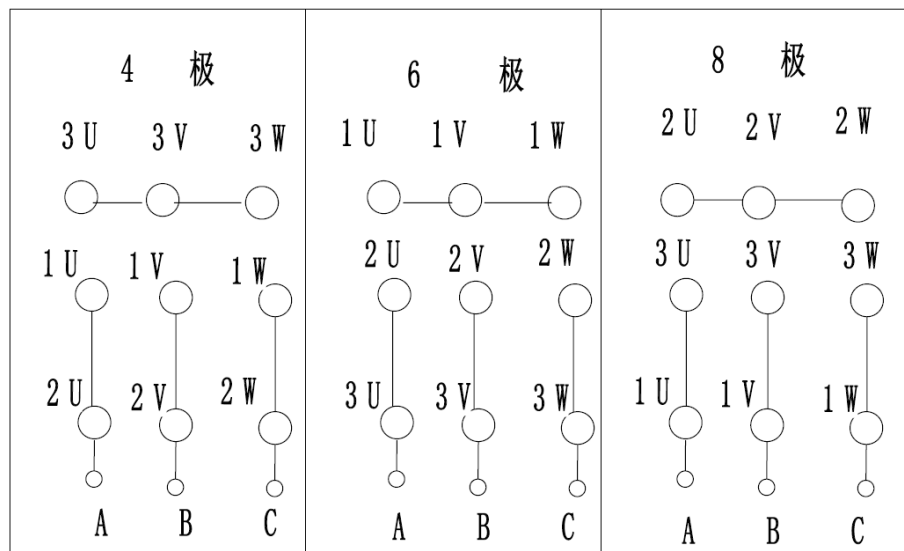 4 极
3U 3V 3W
1U 1V 1W
2U 2V 2W
A B C
6 极
1U 1V 1W
2U 2V 2W
3U 3V 3W
A B C
8 极
2U 2V 2W
3U 3V 3W
1U 1V 1W
A B C